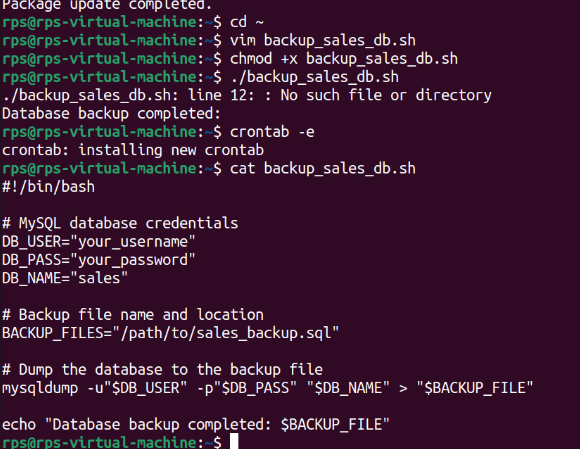 Package update completed.
rps@rps-virtual-machine:~$ cd ~
rps@rps-virtual-machine:~$ vim backup_sales_db.sh
rps@rps-virtual-machine:~$ chmod +x backup_sales_db.sh
rps@rps-virtual-machine:~$ ./backup_sales_db.sh
./backup_sales_db.sh: line 12: : No such file or directory
Database backup completed:
rps@rps-virtual-machine:~$ crontab -e
crontab: installing new crontab
rps@rps-virtual-machine:~$ cat backup_sales_db.sh
#!/bin/bash

# MySQL database credentials
DB_USER="your_username"
DB_PASS="your_password"
DB_NAME="sales"

# Backup file name and location
BACKUP_FILES="/path/to/sales_backup.sql"

# Dump the database to the backup file
mysqldump -u"$DB_USER" -p"$DB_PASS" "$DB_NAME" > "$BACKUP_FILE"

echo "Database backup completed: $BACKUP_FILE"
rps@rps-virtual-machine:~$